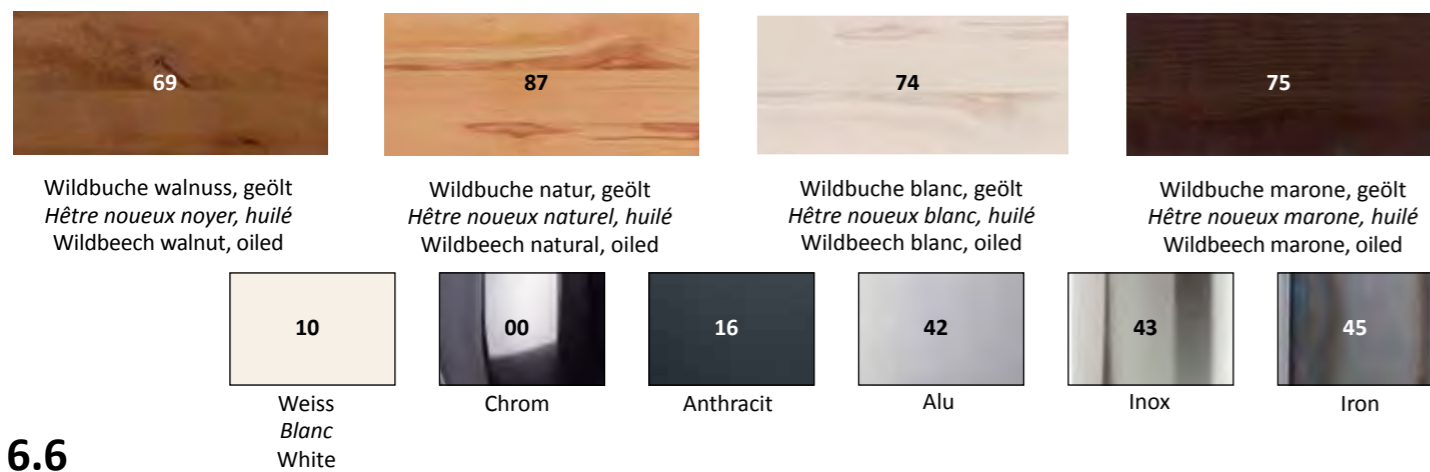 69
87
74
75
Wildbuche walnuss, geölt
Hêtre noueux noyer, huilé
Wildbeech walnut, oiled
Wildbuche natur, geölt
Hêtre noueux naturel, huilé
Wildbeech natural, oiled
Wildbuche blanc, geölt
Hêtre noueux blanc, huilé
Wildbeech blanc, oiled
Wildbuche marone, geölt
Hêtre noueux marone, huilé
Wildbeech marone, oiled
10
00
16
42
43
45
Weiss
Blanc
White
Chrom
Anthracit
Alu
Inox
Iron
6.6